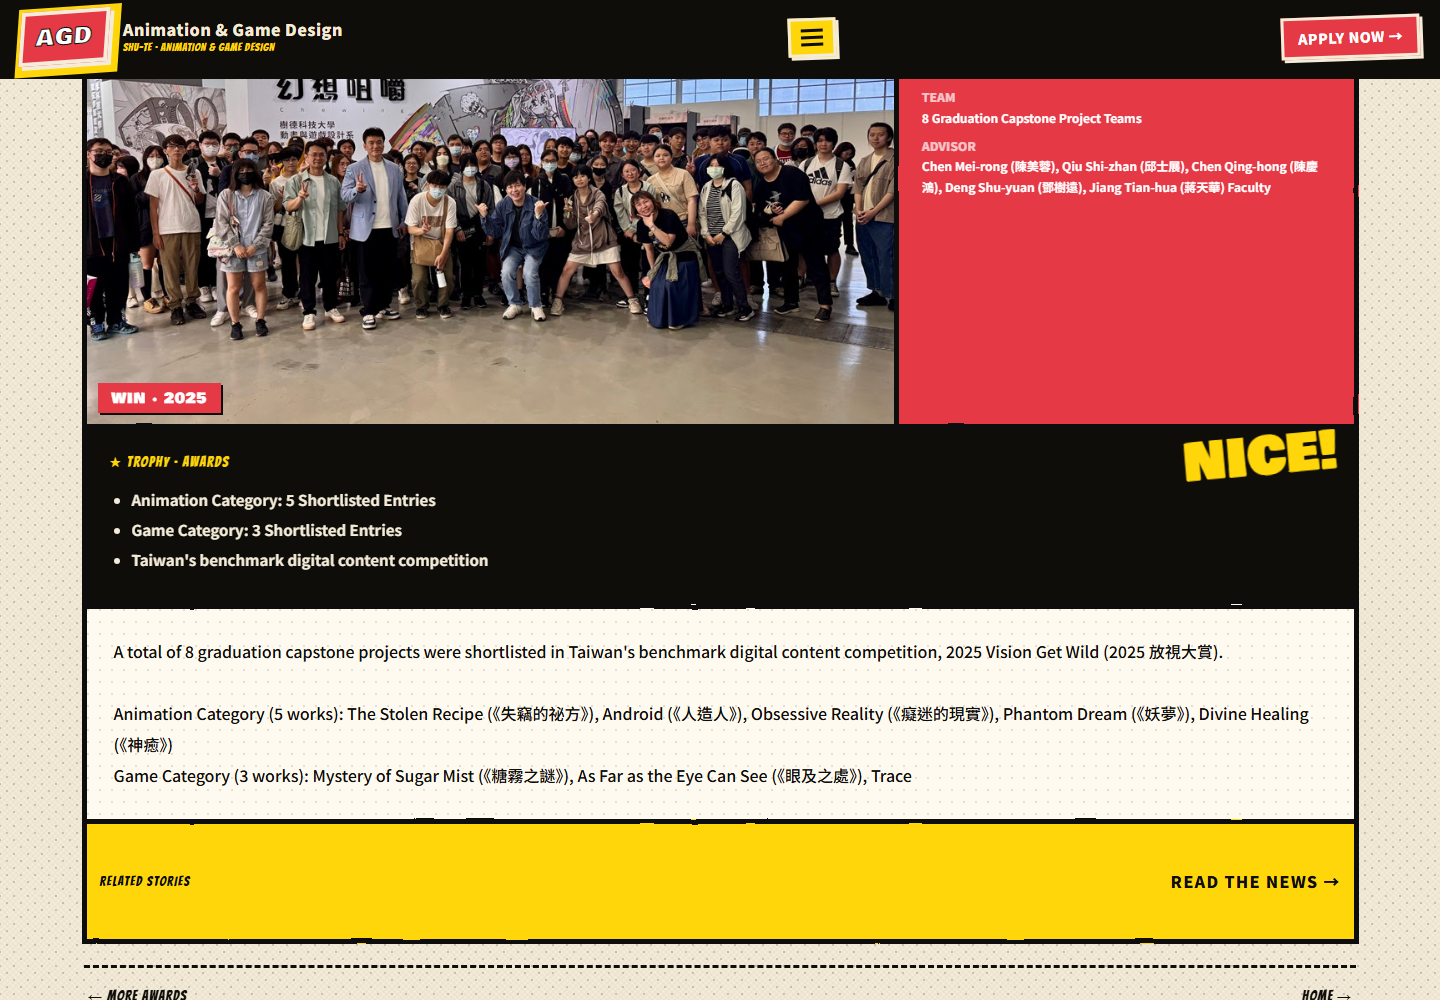 AGD
Animation & Game Design
SHU-TE · ANIMATION & GAME DESIGN
APPLY NOW →
幻想咀嚼
Chewing
樹德科技大學
動畫與遊戲設計系
adidas
WIN · 2025
TEAM
8 Graduation Capstone Project Teams
ADVISOR
Chen Mei-rong (陳美蓉), Qiu Shi-zhan (邱士展), Chen Qing-hong (陳慶
鴻), Deng Shu-yuan (鄧樹遠), Jiang Tian-hua (蔣天華) Faculty
★ TROPHY · AWARDS
NICE!
• Animation Category: 5 Shortlisted Entries
• Game Category: 3 Shortlisted Entries
• Taiwan's benchmark digital content competition
A total of 8 graduation capstone projects were shortlisted in Taiwan's benchmark digital content competition, 2025 Vision Get Wild (2025 放視大賞).
Animation Category (5 works): The Stolen Recipe (《失竊的祕方》), Android (《人造人》), Obsessive Reality (《癡迷的現實》), Phantom Dream (《妖夢》), Divine Healing
(《神癒》)
Game Category (3 works): Mystery of Sugar Mist (《糖霧之謎》), As Far as the Eye Can See (《眼及之處》), Trace
RELATED STORIES
READ THE NEWS →
← MORE AWARDS
HOME →